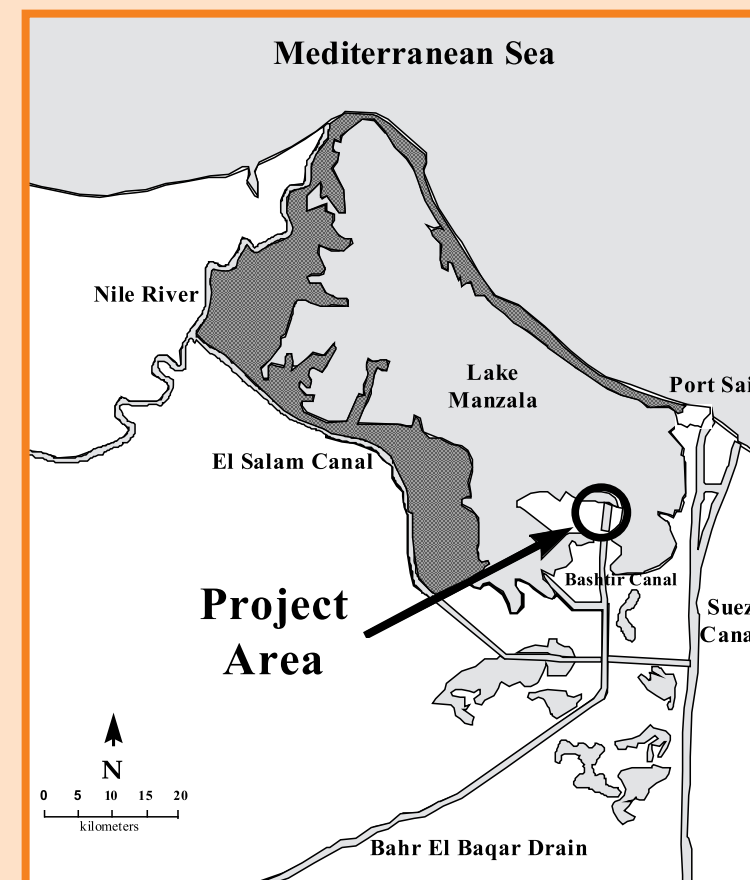 Mediterranean Sea
Nile River
Lake
Manzala
Port Sai
El Salam Canal
Bashtir Canal
Project
Area
Suez
Cana
N
0 5 10 15 20
kilometers
Bahr El Baqar Drain